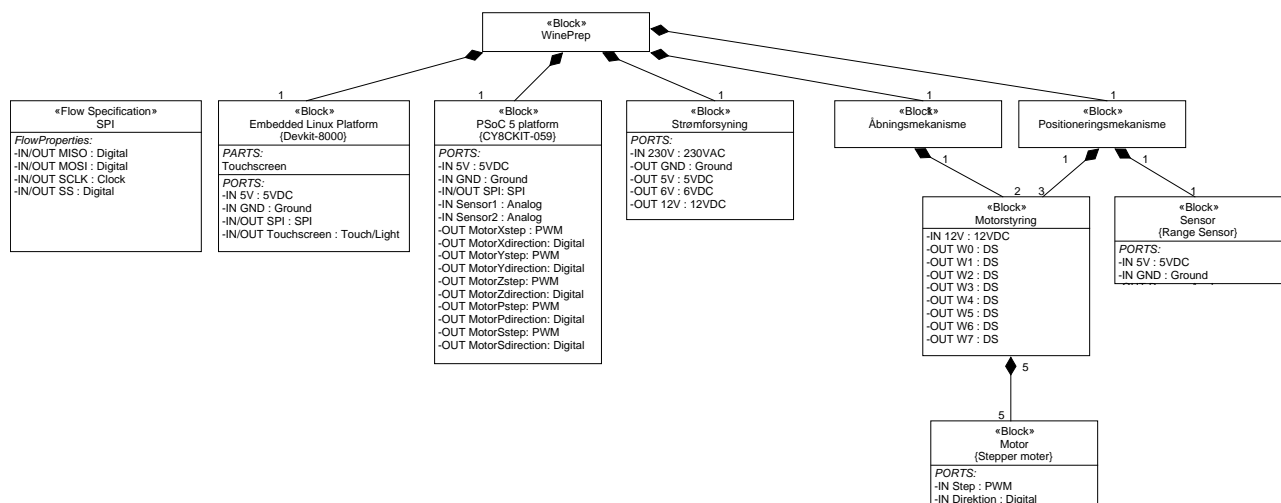 «Block»
WinePrep
1
1
1
1
1
«Flow Specification»
SPI
FlowProperties:
-IN/OUT MISO : Digital
-IN/OUT MOSI : Digital
-IN/OUT SCLK : Clock
-IN/OUT SS : Digital
«Block»
Embedded Linux Platform
{Devkit-8000}
PARTS:
Touchscreen
PORTS:
-IN 5V : 5VDC
-IN GND : Ground
-IN/OUT SPI : SPI
-IN/OUT Touchscreen : Touch/Light
«Block»
PSoC 5 platform
{CY8CKIT-059}
PORTS:
-IN 5V : 5VDC
-IN GND : Ground
-IN/OUT SPI: SPI
-IN Sensor1 : Analog
-IN Sensor2 : Analog
-OUT MotorXstep : PWM
-OUT MotorXdirection: Digital
-OUT MotorYstep : PWM
-OUT MotorYdirection: Digital
-OUT MotorZstep: PWM
-OUT MotorZdirection: Digital
-OUT MotorPstep: PWM
-OUT MotorPdirection: Digital
-OUT MotorSstep: PWM
-OUT MotorSdirection: Digital
«Block»
Strømforsyning
PORTS:
-IN 230V : 230VAC
-OUT GND : Ground
-OUT 5V : 5VDC
-OUT 6V : 6VDC
-OUT 12V : 12VDC
«Block»
1
Åbningsmekanisme
«Block»
Positioneringsmekanisme
1
1
1
2
3
1
«Block»
Motorstyring
-IN 12V : 12VDC
-OUT W0 : DS
-OUT W1 : DS
-OUT W2 : DS
-OUT W3 : DS
-OUT W4 : DS
-OUT W5 : DS
-OUT W6 : DS
-OUT W7 : DS
«Block»
Sensor
{Range Sensor}
PORTS:
-IN 5V : 5VDC
-IN GND : Ground
5
5
«Block»
Motor
{Stepper moter}
PORTS:
-IN Step : PWM
-IN Direktion : Digital